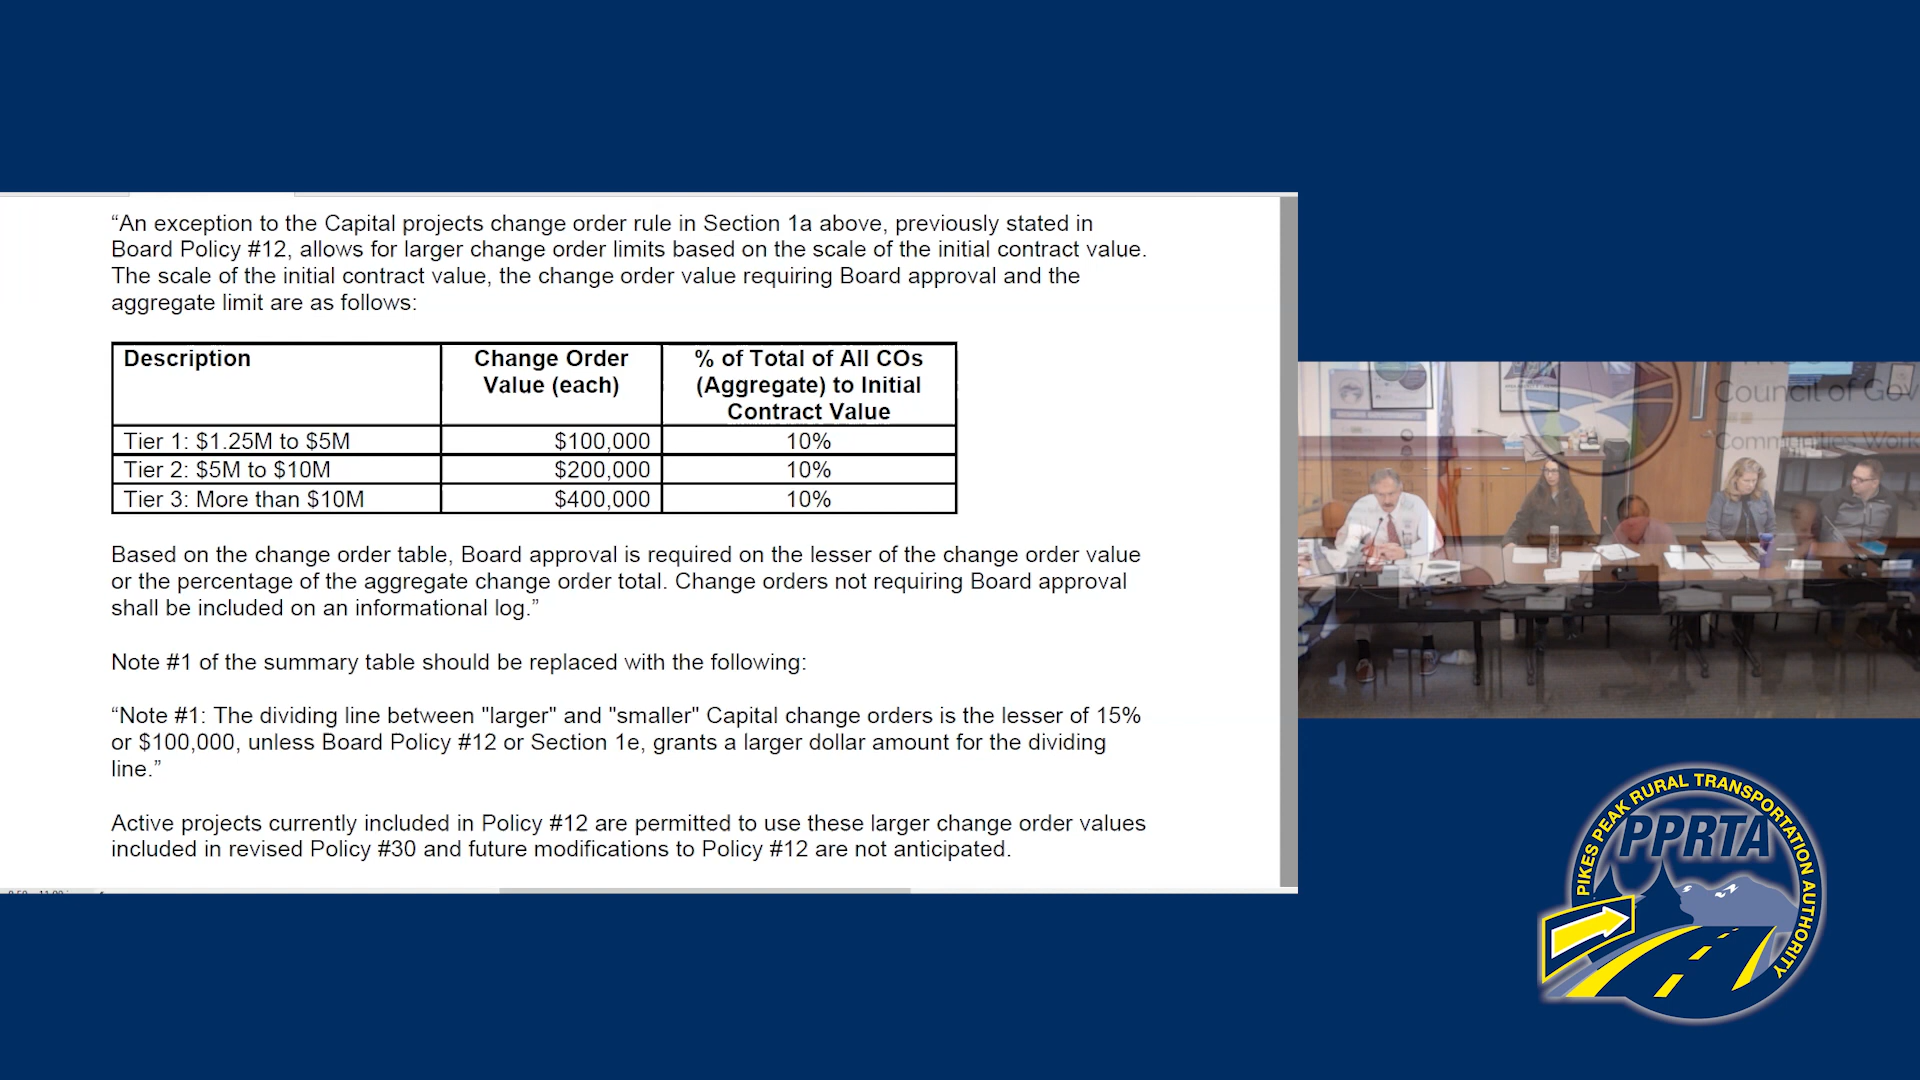 “An exception to the Capital projects change order rule in Section 1a above, previously stated in
Board Policy #12, allows for larger change order limits based on the scale of the initial contract value.
The scale of the initial contract value, the change order value requiring Board approval and the
aggregate limit are as follows:
Description Change Order Value (each) % of Total of All COs (Aggregate) to Initial Contract Value
Tier 1: $1.25M to $5M $100,000 10%
Tier 2: $5M to $10M $200,000 10%
Tier 3: More than $10M $400,000 10%
Based on the change order table, Board approval is required on the lesser of the change order value
or the percentage of the aggregate change order total. Change orders not requiring Board approval
shall be included on an informational log.”
Note #1 of the summary table should be replaced with the following:
“Note #1: The dividing line between "larger" and "smaller" Capital change orders is the lesser of 15%
or $100,000, unless Board Policy #12 or Section 1e, grants a larger dollar amount for the dividing
line.”
Active projects currently included in Policy #12 are permitted to use these larger change order values
included in revised Policy #30 and future modifications to Policy #12 are not anticipated.
Council of Gov
Communities Work
PIKES PEAK RURAL TRANSPORTATION AUTHORITY
PPRTA